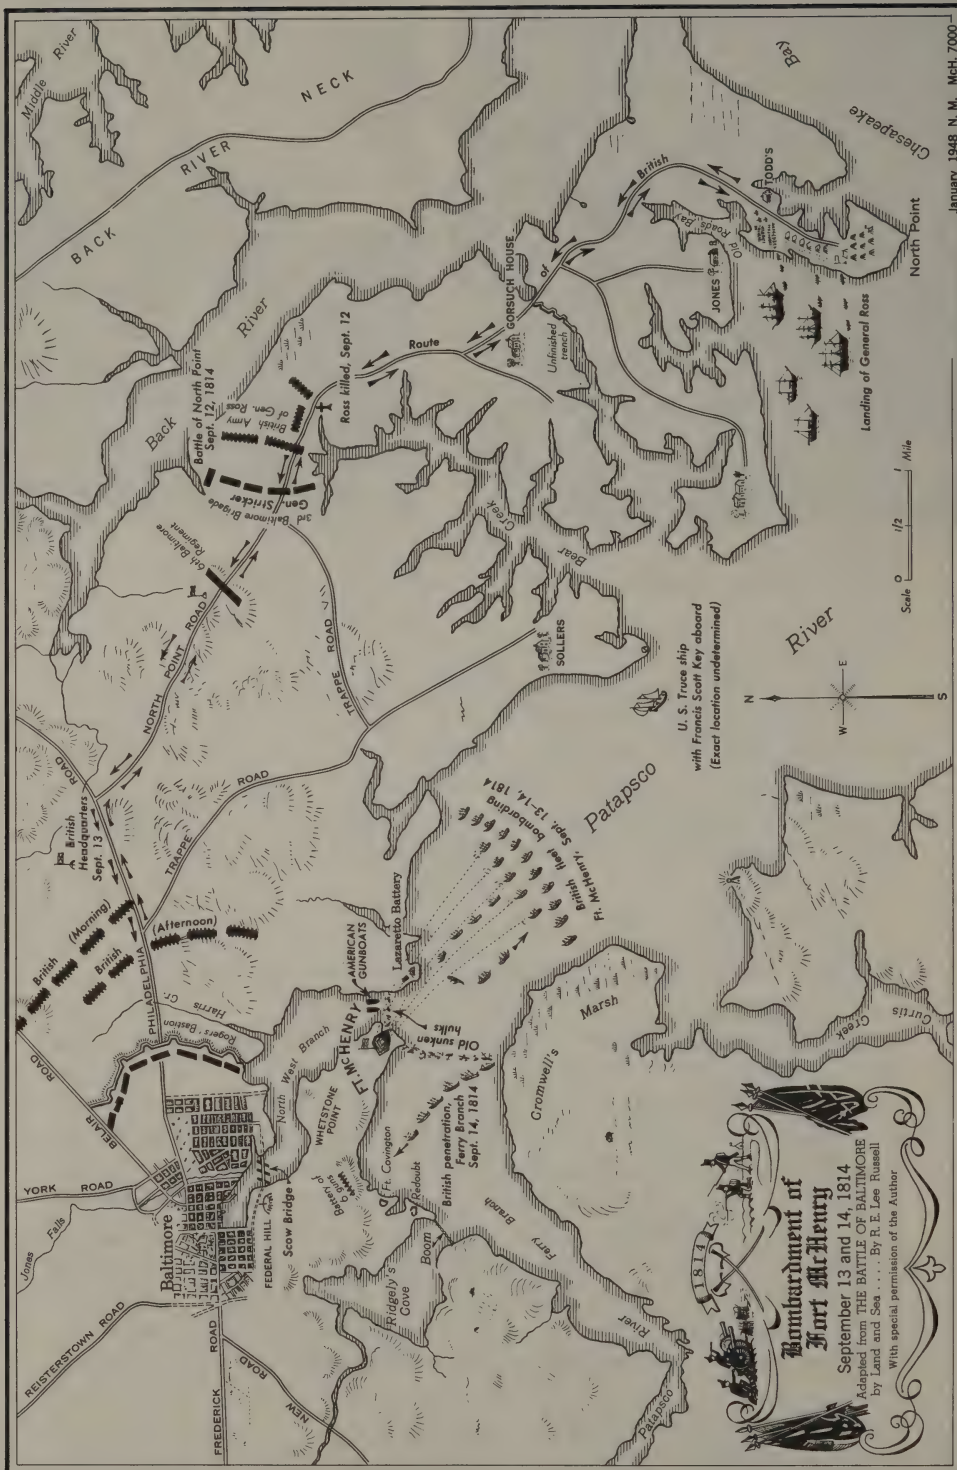 Middle River
BACK RIVER NECK
Back River
Battle of North Point
Sept. 12, 1814
British Army
of Gen. Ross
Ross killed, Sept. 12
Gen. Stricker
3rd Baltimore Brigade
6th Baltimore
Regiment
NORTH POINT ROAD
TRAPPE ROAD
TRAPPE ROAD
Route of British
GORSUCH HOUSE
Unfinished
trench
TODD'S
Old Roads Bay
JONES
Bay
Chesapeake
North Point
Landing of General Ross
Bear Creek
SOLLERS
Scale 0 1/2 1 Mile
U. S. Truce ship
with Francis Scott Key aboard
(Exact location undetermined)
N
W E
S
Patapsco River
ROAD
British
Headquarters
Sept. 13
British (Morning)
British (Afternoon)
PHILADELPHIA
BELAIR ROAD
Harris Cr.
Rogers' Bastion
YORK ROAD
Jones Falls
Baltimore
REISTERSTOWN ROAD
FREDERICK ROAD
NEW ROAD
FEDERAL HILL
Scow Bridge
North West Branch
WHETSTONE
POINT
FT. McHENRY
AMERICAN
GUNBOATS
Lazaretto Battery
Old sunken
hulks
British fleet bombarding
Ft. McHenry, Sept. 13-14, 1814
Battery of
6 guns
Ft. Covington
Redoubt
Boom
Ridgely's
Cove
British penetration,
Ferry Branch
Sept. 14, 1814
Ferry Branch
Cromwell's Marsh
Curtis Creek
Patapsco River
1814
Bombardment of
Fort McHenry
September 13 and 14, 1814
Adapted from THE BATTLE OF BALTIMORE
by Land and Sea ..... By R. E. Lee Russell
With special permission of the Author
January 1948 N. M. McH. 7000